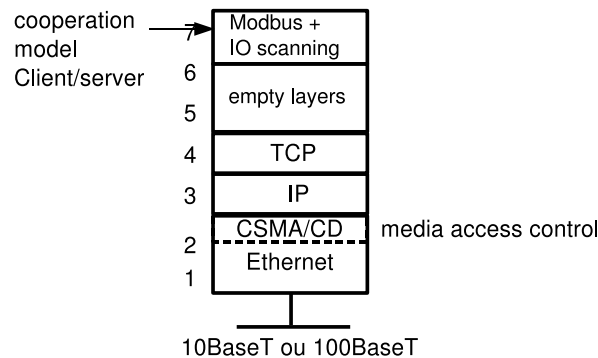 cooperation
model
Client/server
7
Modbus +
IO scanning
6
empty layers
5
4
TCP
3
IP
CSMA/CD
media access control
2
Ethernet
1
10BaseT ou 100BaseT